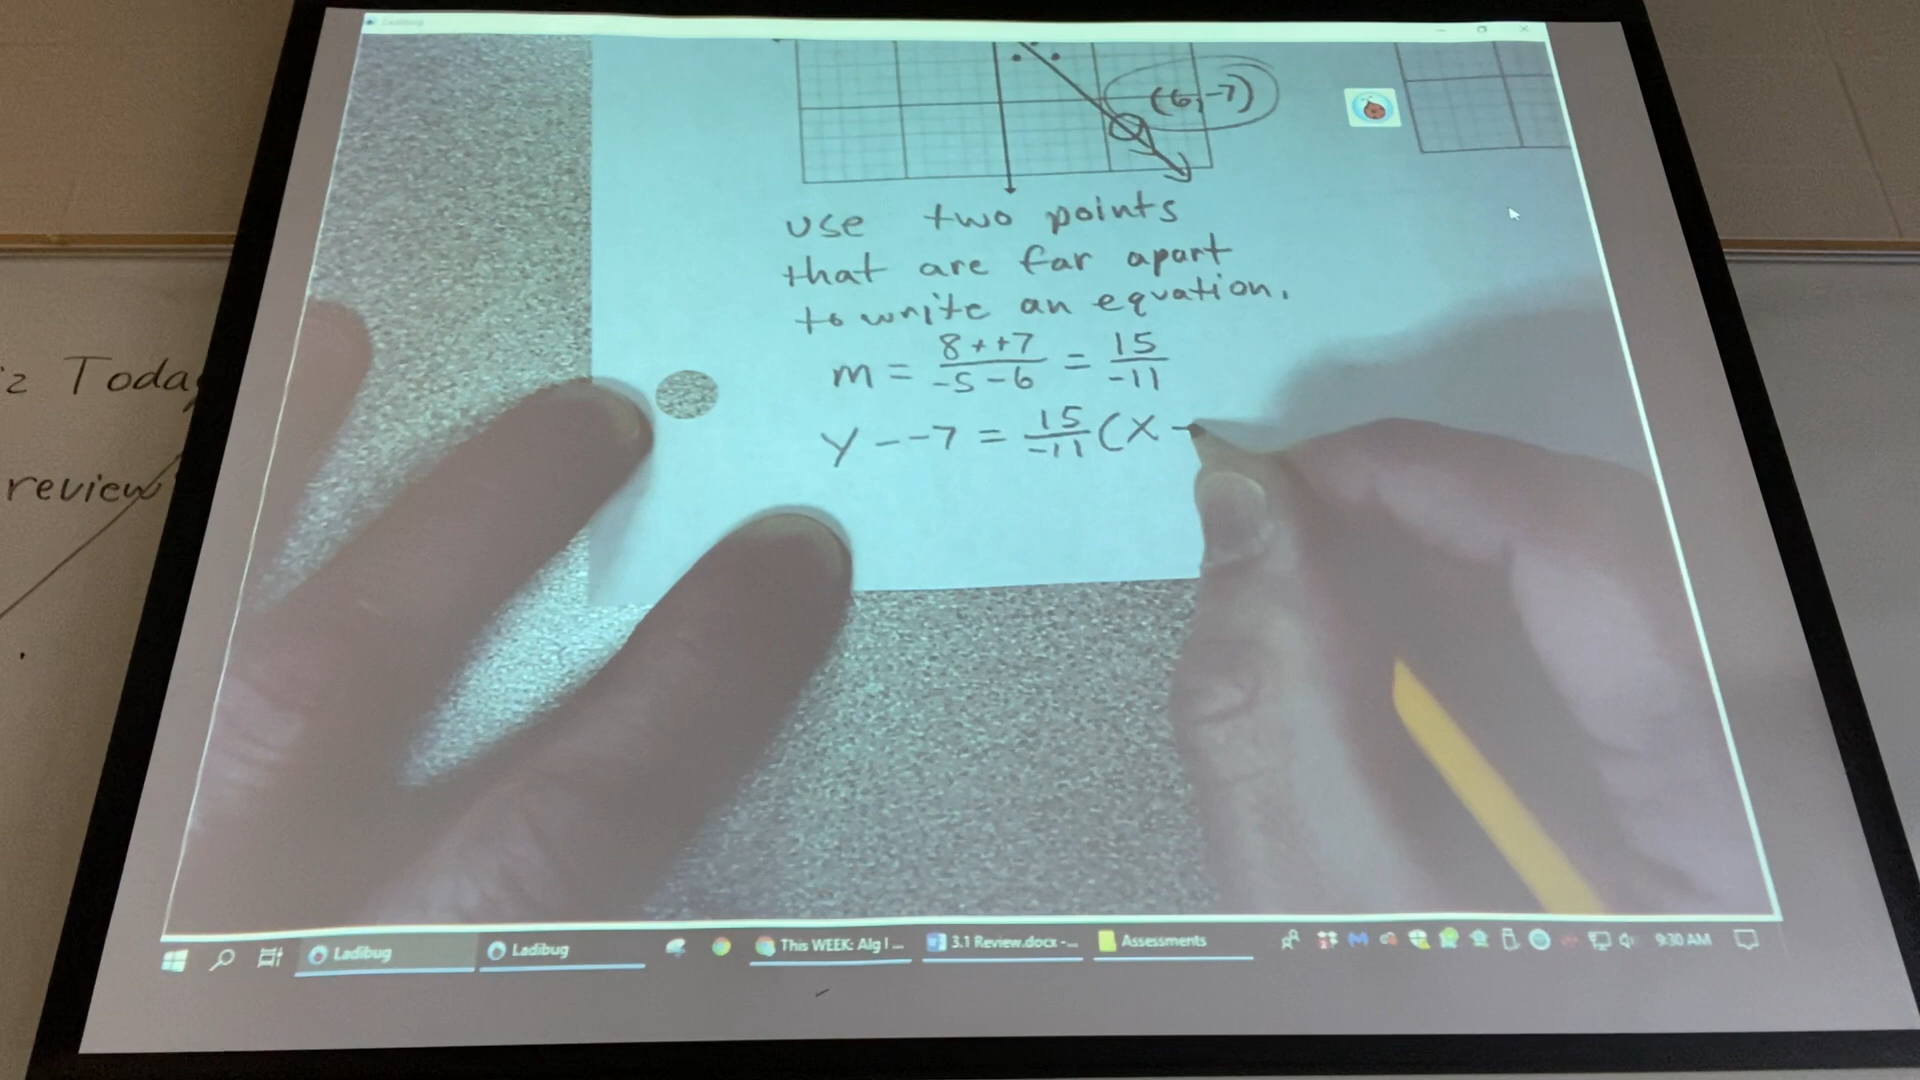 Ladibug
(6, -7)
use two points
that are far apart
to write an equation.
m = 8++7/-5-6 = 15/-11
y--7 = 15/-11 (x -
Toda
review
Ladibug
Ladibug
This WEEK: Alg I ...
3.1 Review.docx -...
Assessments
9:30 AM